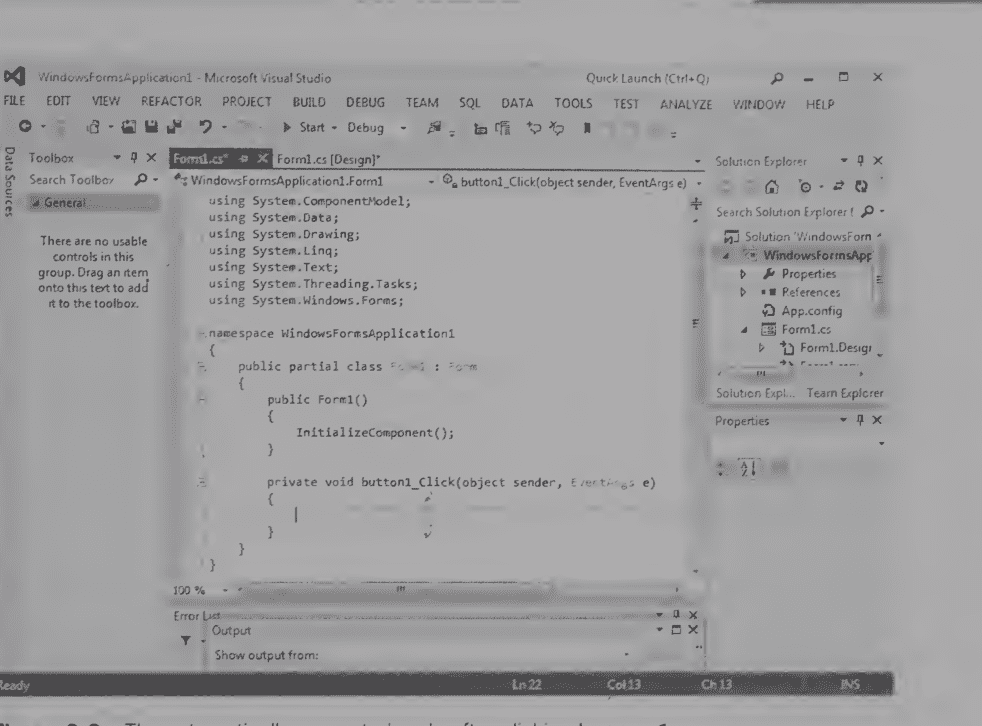 WindowsFormsApplication1 - Microsoft Visual Studio
Quick Launch (Ctrl+Q)
FILE EDIT VIEW REFACTOR PROJECT BUILD DEBUG TEAM SQL DATA TOOLS TEST ANALYZE WINDOW HELP
Start Debug
Data Sources
Toolbox
Search Toolbox
General
There are no usable
controls in this
group. Drag an item
onto this text to add
it to the toolbox.
Form1.cs* Form1.cs [Design]*
WindowsFormsApplication1.Form1 button1_Click(object sender, EventArgs e)
using System.ComponentModel;
using System.Data;
using System.Drawing;
using System.Linq;
using System.Text;
using System.Threading.Tasks;
using System.Windows.Forms;
namespace WindowsFormsApplication1
{
public partial class Form1 : Form
{
public Form1()
{
InitializeComponent();
}
private void button1_Click(object sender, EventArgs e)
{
}
}
}
100 %
Error List
Output
Show output from:
Solution Explorer
Search Solution Explorer (
Solution 'WindowsForn
WindowsFormsApp
Properties
References
App.config
Form1.cs
Form1.Desigr
Solution Expl... Team Explorer
Properties
Ready Ln 22 Col 13 Ch 13 INS